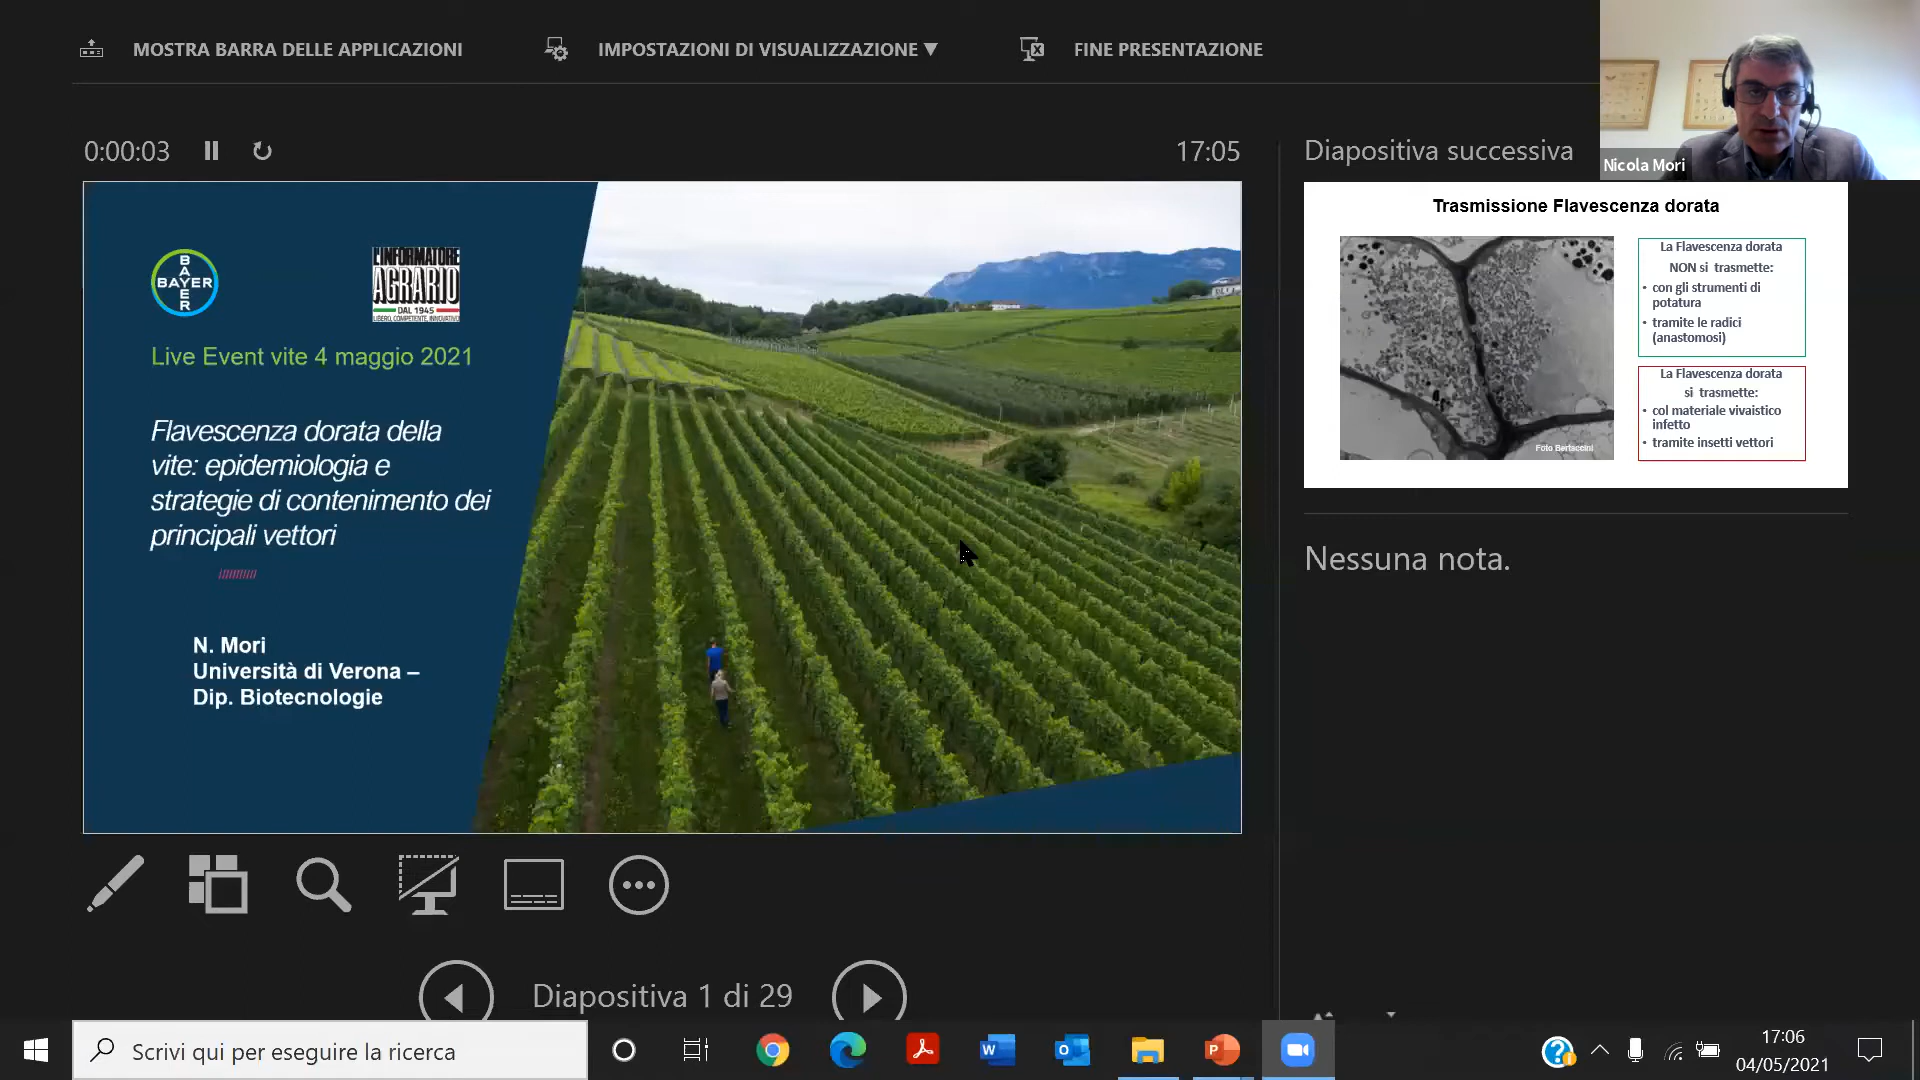 MOSTRA BARRA DELLE APPLICAZIONI
IMPOSTAZIONI DI VISUALIZZAZIONE ▼
FINE PRESENTAZIONE
Nicola Mori
0:00:03
17:05
Diapositiva successiva
BAYER
BAYER
L'INFORMATORE
AGRARIO
DAL 1945
LIBERO, COMPETENTE, INNOVATIVO
Live Event vite 4 maggio 2021
Flavescenza dorata della
vite: epidemiologia e
strategie di contenimento dei
principali vettori
//////////
N. Mori
Università di Verona –
Dip. Biotecnologie
Trasmissione Flavescenza dorata
Foto Bertaccini
La Flavescenza dorata
NON si trasmette:
• con gli strumenti di
potatura
• tramite le radici
(anastomosi)
La Flavescenza dorata
si trasmette:
• col materiale vivaistico
infetto
• tramite insetti vettori
Nessuna nota.
Diapositiva 1 di 29
Scrivi qui per eseguire la ricerca
17:06
04/05/2021